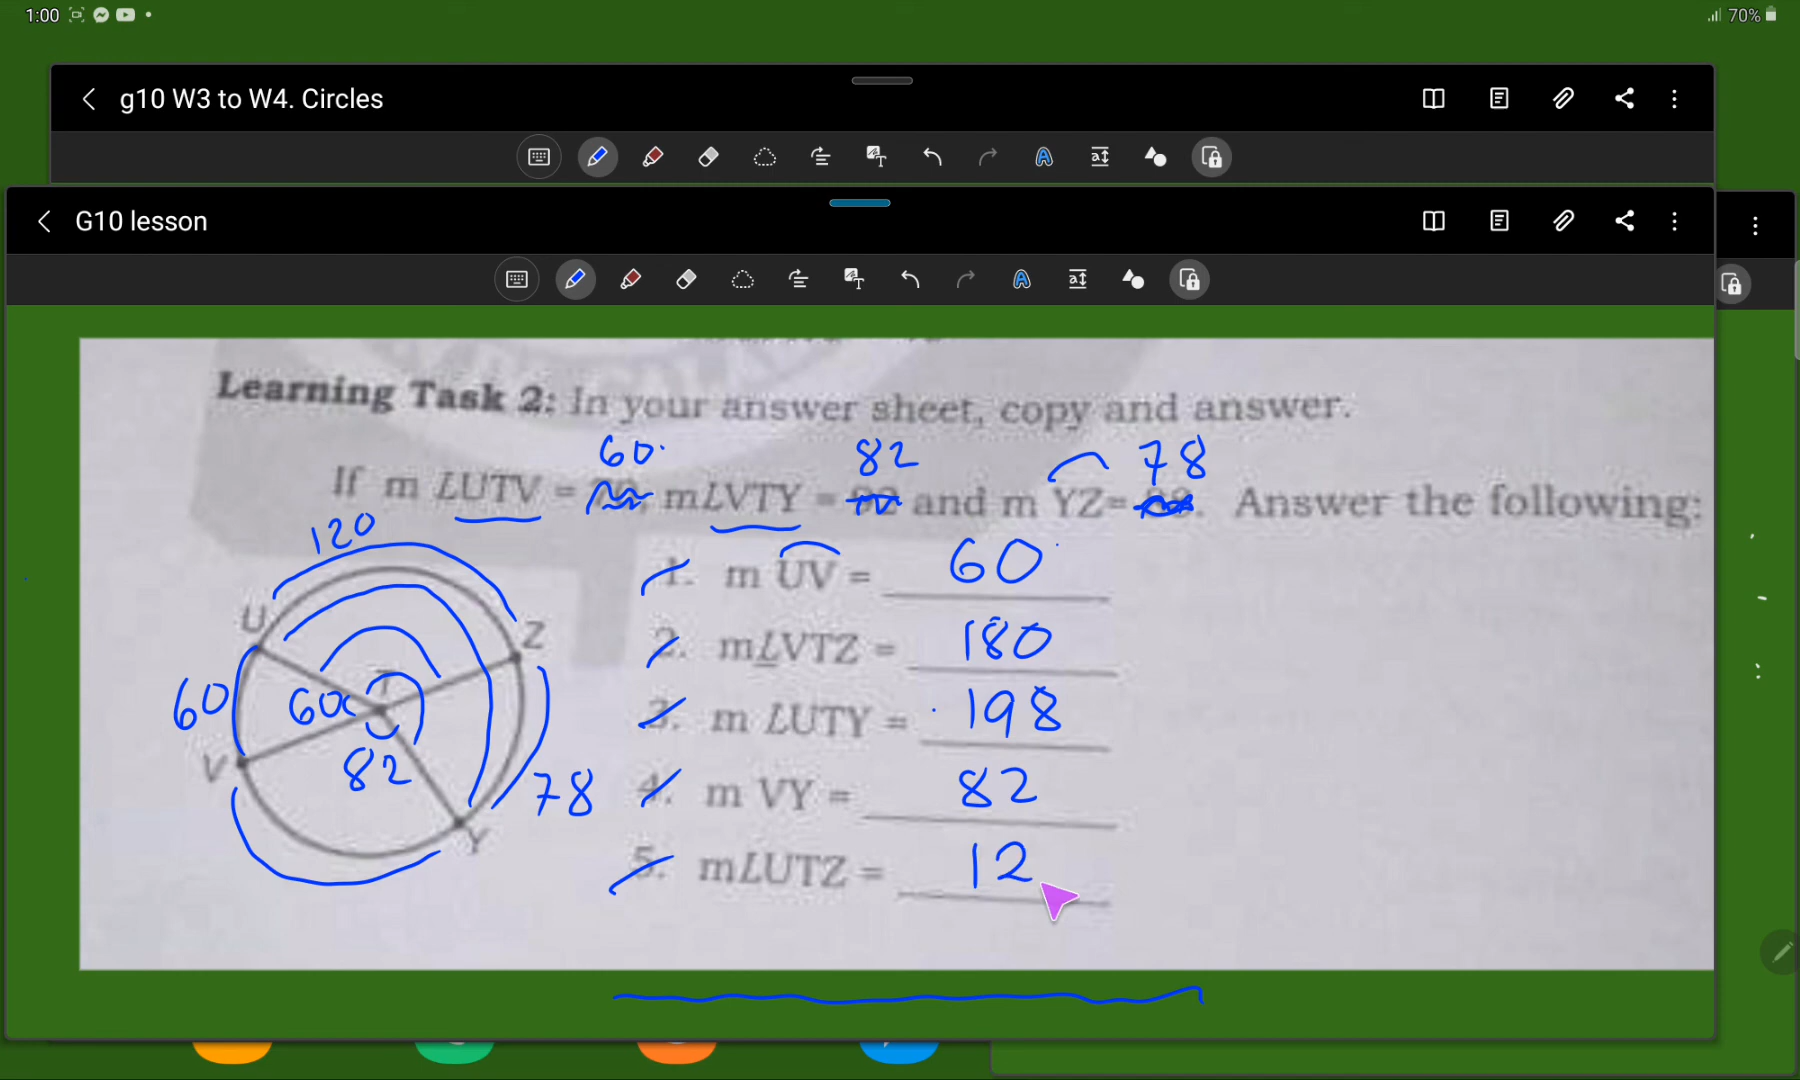 1:00
70%
g10 W3 to W4. Circles
G10 lesson
Learning Task 2: In your answer sheet, copy and answer.
60 82 78
If m ∠UTV = m∠VTY = and m YZ= . Answer the following:
120
1. m UV = 60
U
Z
2. m∠VTZ = 180
T
60 60
3. m ∠UTY = 198
V
82
78
4. m VY = 82
Y
5. m∠UTZ = 12